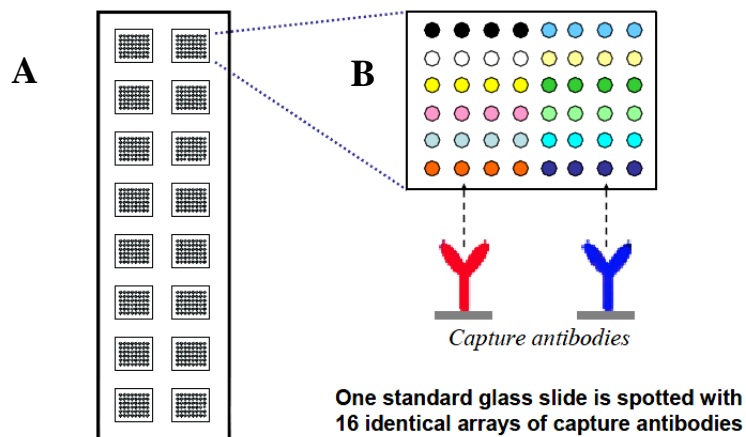 A
B
Capture antibodies
One standard glass slide is spotted with
16 identical arrays of capture antibodies